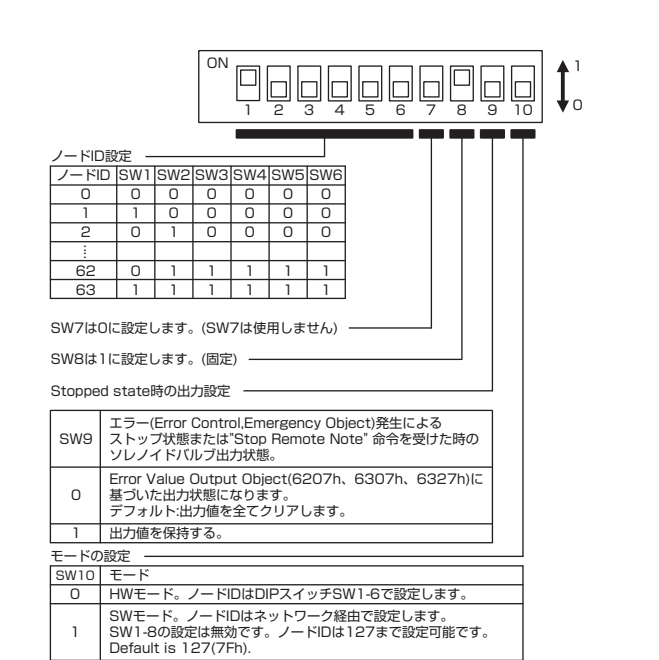 ON
1 2 3 4 5 6 7 8 9 10
1
0
ノードID設定
ノードID SW1 SW2 SW3 SW4 SW5 SW6
0 0 0 0 0 0 0
1 1 0 0 0 0 0
2 0 1 0 0 0 0
⋮
62 0 1 1 1 1 1
63 1 1 1 1 1 1
SW7は0に設定します。(SW7は使用しません)
SW8は1に設定します。(固定)
Stopped state時の出力設定
SW9 エラー(Error Control,Emergency Object)発生による
ストップ状態または"Stop Remote Note" 命令を受けた時の
ソレノイドバルブ出力状態。
0 Error Value Output Object(6207h、6307h、6327h)に
基づいた出力状態になります。
デフォルト:出力値を全てクリアします。
1 出力値を保持する。
モードの設定
SW10 モード
0 HWモード。ノードIDはDIPスイッチSW1-6で設定します。
1 SWモード。ノードIDはネットワーク経由で設定します。
SW1-8の設定は無効です。ノードIDは127まで設定可能です。
Default is 127(7Fh).